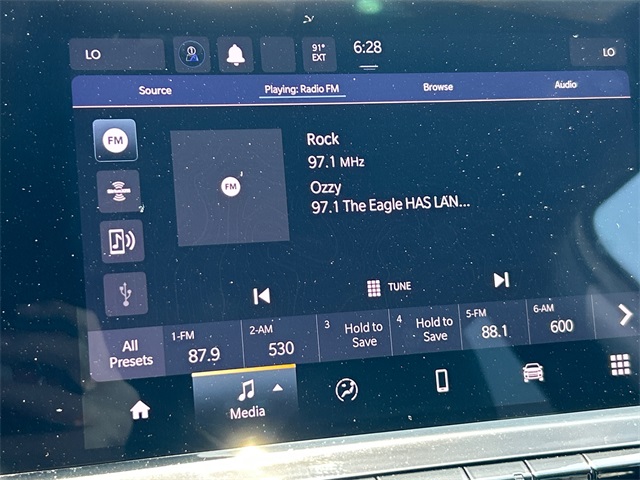 LO
91°
EXT
6:28
LO
Source Playing: Radio FM Browse Audio
FM
Rock
97.1 MHz
FM
Ozzy
97.1 The Eagle HAS LAN...
TUNE
All
Presets
1-FM
87.9
2-AM
530
3 Hold to
Save
4 Hold to
Save
5-FM
88.1
6-AM
600
Media